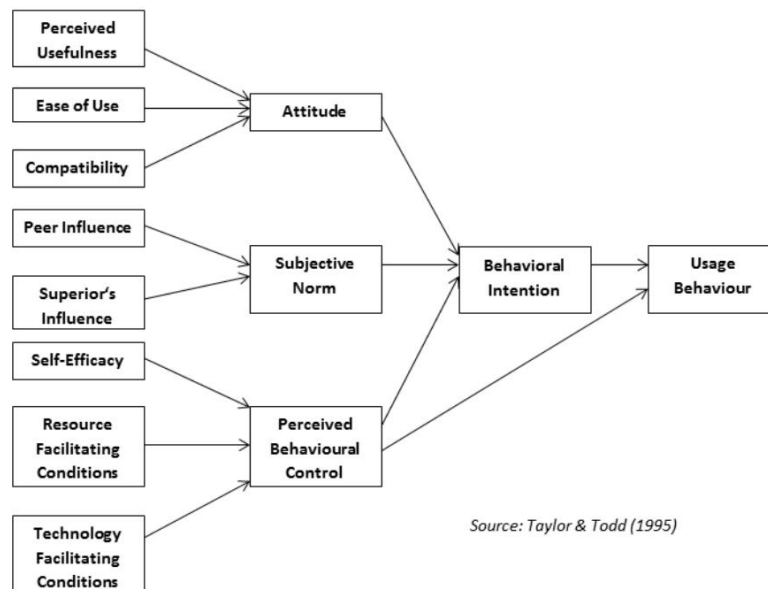 Perceived
Usefulness
Ease of Use
Compatibility
Peer Influence
Superior's
Influence
Self-Efficacy
Resource
Facilitating
Conditions
Technology
Facilitating
Conditions
Attitude
Subjective
Norm
Perceived
Behavioural
Control
Behavioral
Intention
Usage
Behaviour
Source: Taylor & Todd (1995)